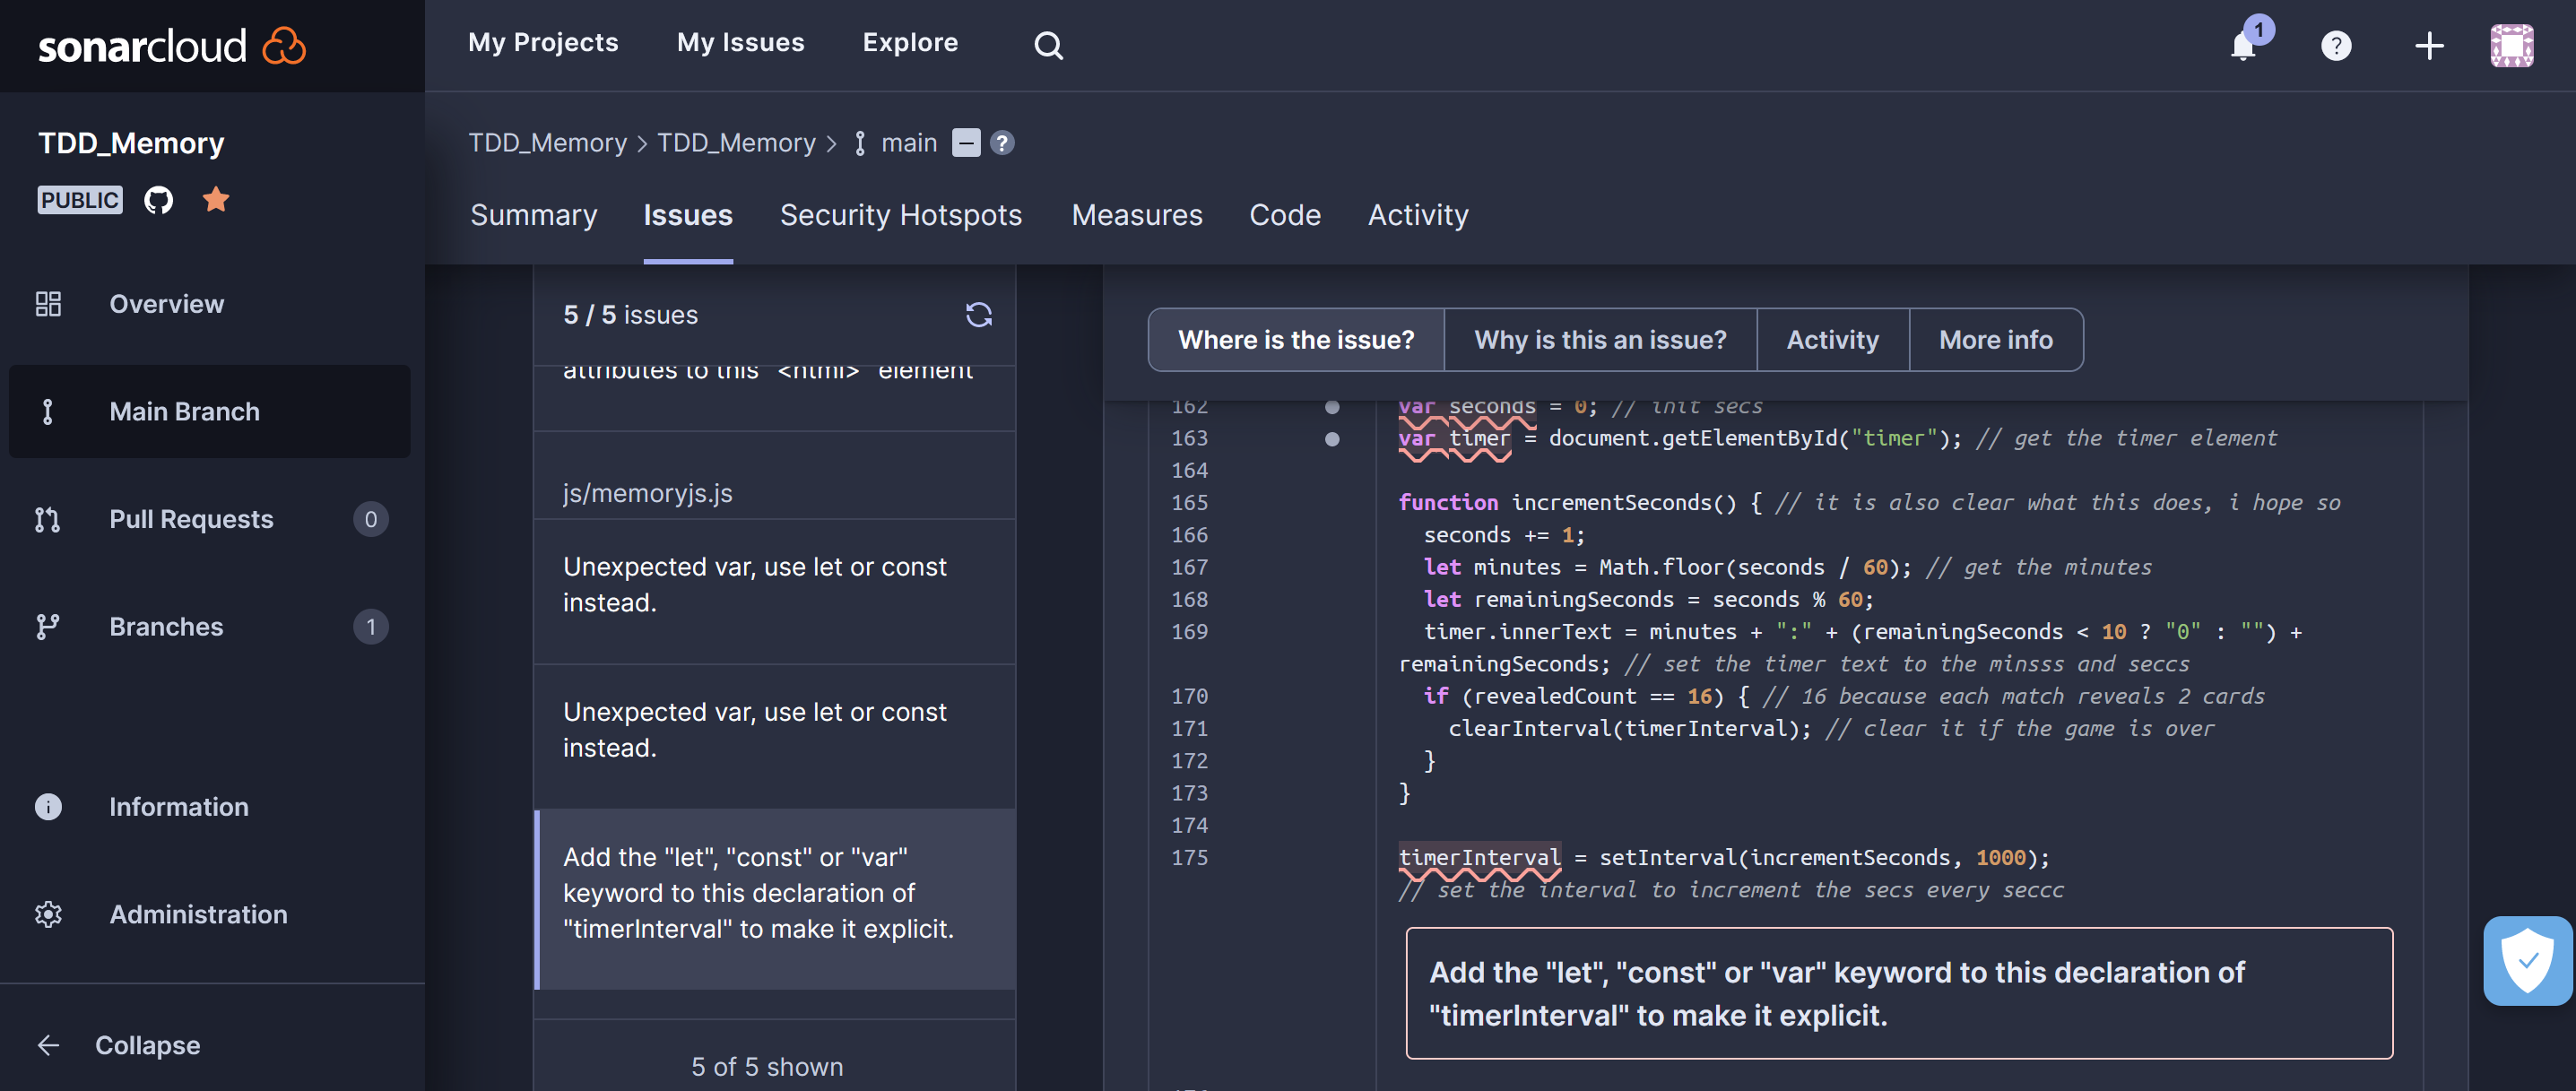 sonarcloud
My Projects My Issues Explore
1
?
TDD_Memory
PUBLIC
Overview
Main Branch
Pull Requests 0
Branches 1
Information
Administration
Collapse
TDD_Memory > TDD_Memory > main ?
Summary Issues Security Hotspots Measures Code Activity
5 / 5 issues
attributes to this <html> element
js/memoryjs.js
Unexpected var, use let or const
instead.
Unexpected var, use let or const
instead.
Add the "let", "const" or "var"
keyword to this declaration of
"timerInterval" to make it explicit.
5 of 5 shown
Where is the issue? Why is this an issue? Activity More info
162 var seconds = 0; // init secs
163 var timer = document.getElementById("timer"); // get the timer element
164
165 function incrementSeconds() { // it is also clear what this does, i hope so
166 seconds += 1;
167 let minutes = Math.floor(seconds / 60); // get the minutes
168 let remainingSeconds = seconds % 60;
169 timer.innerText = minutes + ":" + (remainingSeconds < 10 ? "0" : "") +
remainingSeconds; // set the timer text to the minsss and seccs
170 if (revealedCount == 16) { // 16 because each match reveals 2 cards
171 clearInterval(timerInterval); // clear it if the game is over
172 }
173 }
174
175 timerInterval = setInterval(incrementSeconds, 1000);
// set the interval to increment the secs every seccc
Add the "let", "const" or "var" keyword to this declaration of
"timerInterval" to make it explicit.